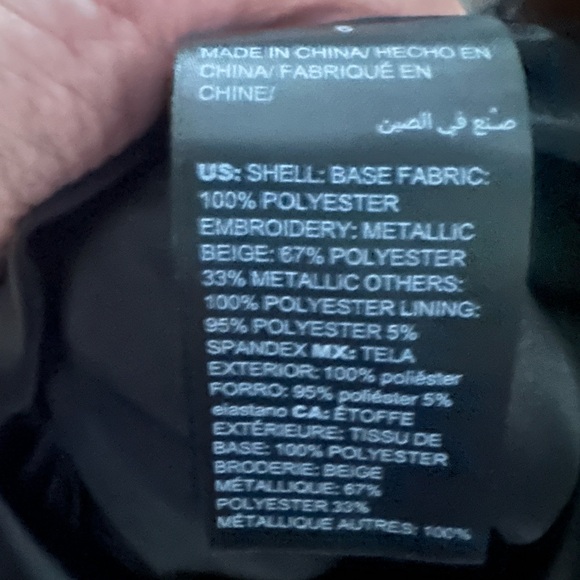 MADE IN CHINA/ HECHO EN
CHINA/ FABRIQUÉ EN
CHINE/
صنع في الصين
US: SHELL: BASE FABRIC:
100% POLYESTER
EMBROIDERY: METALLIC
BEIGE: 67% POLYESTER
33% METALLIC OTHERS:
100% POLYESTER LINING:
95% POLYESTER 5%
SPANDEX MX: TELA
EXTERIOR: 100% poliéster
FORRO: 95% poliéster 5%
elastano CA: ÉTOFFE
EXTÉRIEURE: TISSU DE
BASE: 100% POLYESTER
BRODERIE: BEIGE
MÉTALLIQUE: 67%
POLYESTER 33%
MÉTALLIQUE AUTRES: 100%